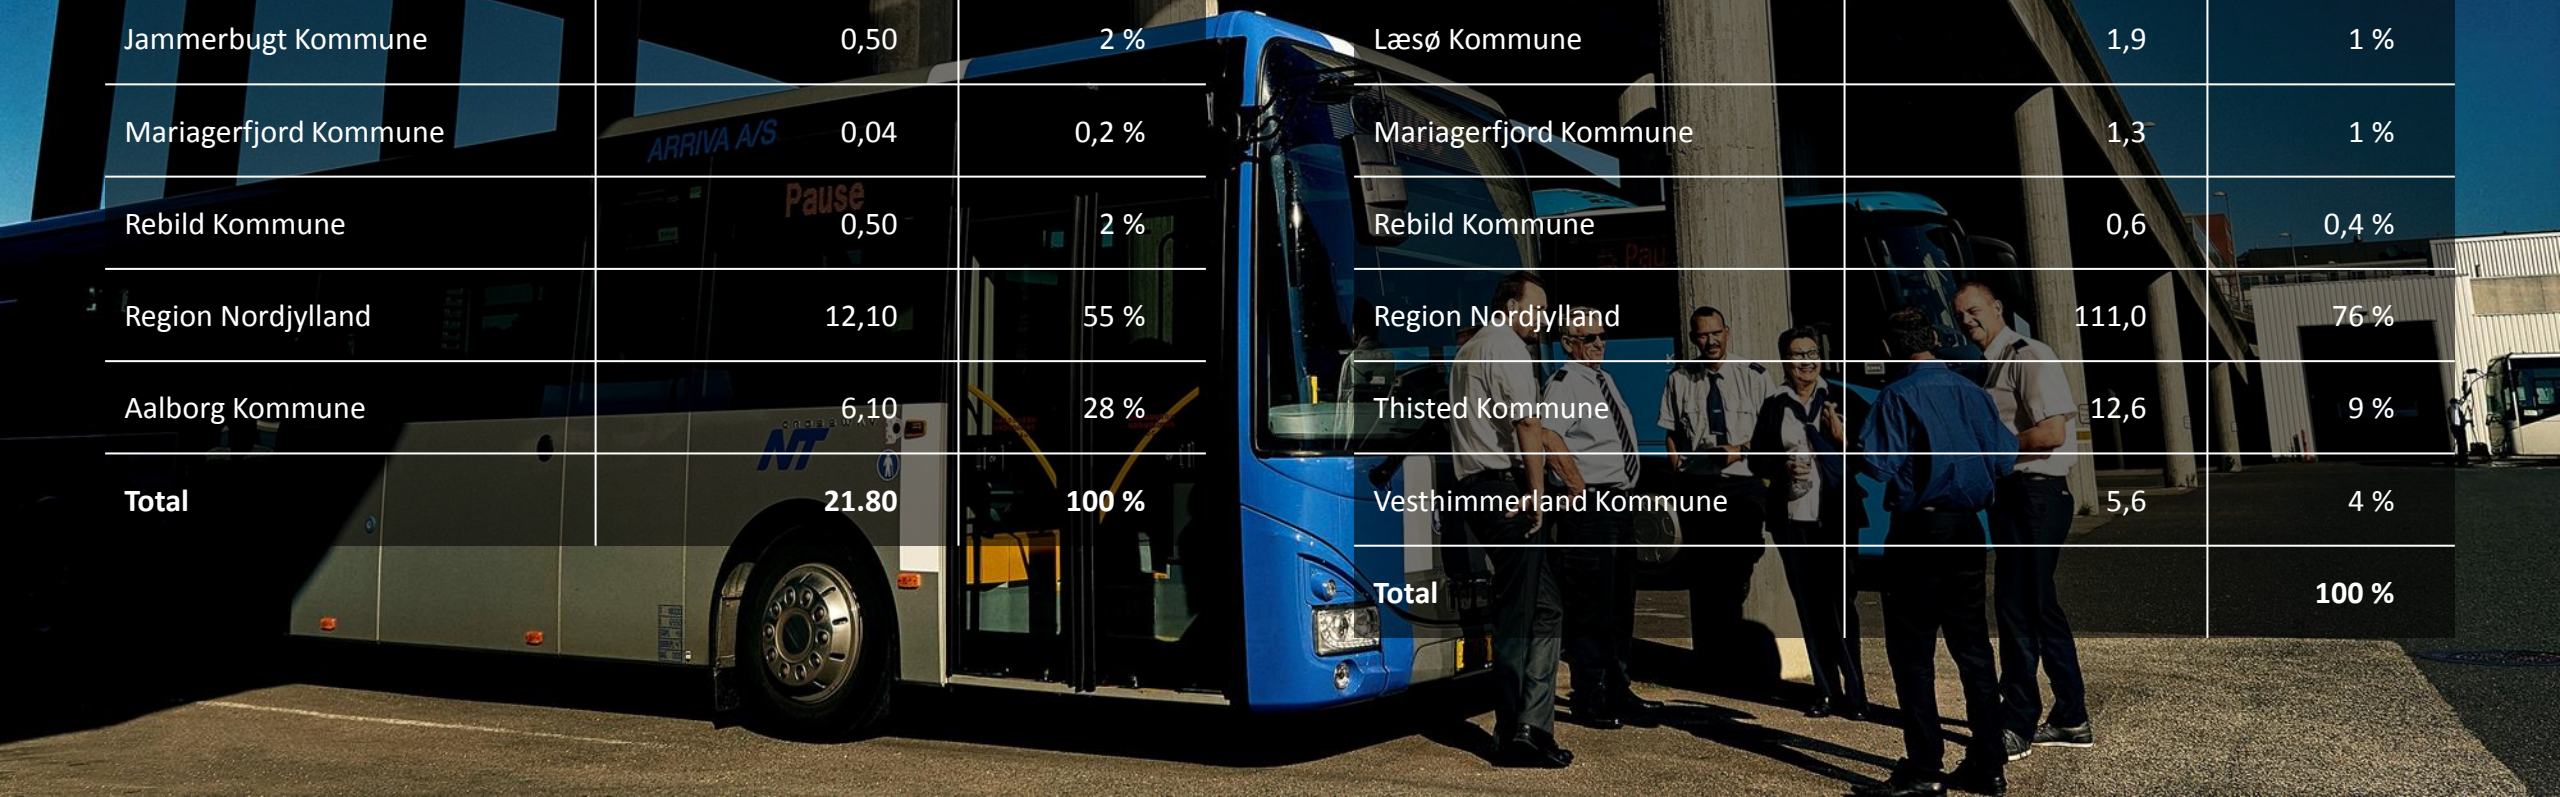 Jammerbugt Kommune 0,50 2 %
Mariagerfjord Kommune 0,04 0,2 %
Rebild Kommune 0,50 2 %
Region Nordjylland 12,10 55 %
Aalborg Kommune 6,10 28 %
Total 21.80 100 %
Læsø Kommune 1,9 1 %
Mariagerfjord Kommune 1,3 1 %
Rebild Kommune 0,6 0,4 %
Region Nordjylland 111,0 76 %
Thisted Kommune 12,6 9 %
Vesthimmerland Kommune 5,6 4 %
Total 100 %
ARRIVA A/S
Pause
NT